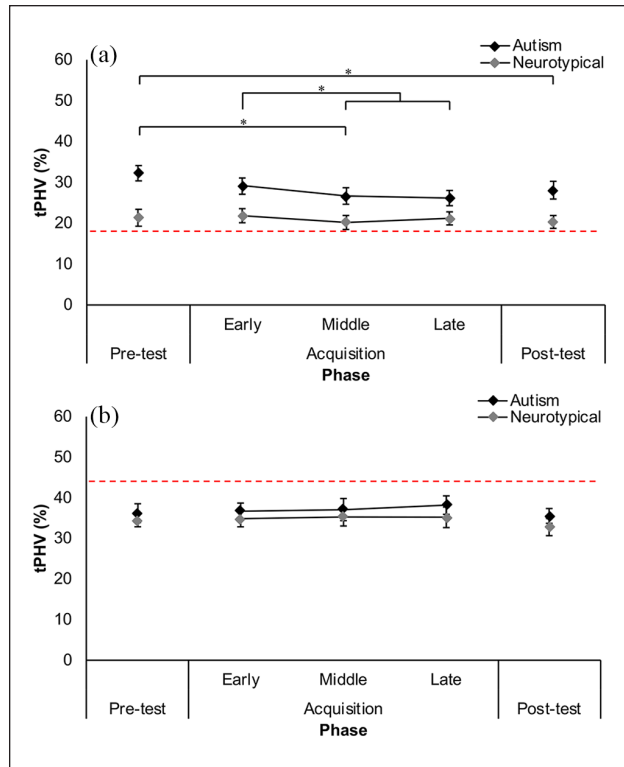 (a)
Autism
Neurotypical
*
*
*
60
50
40
30
20
10
0
tPHV (%)
Early Middle Late
Pre-test Acquisition Post-test
Phase
(b)
Autism
Neurotypical
60
50
40
30
20
10
0
tPHV (%)
Early Middle Late
Pre-test Acquisition Post-test
Phase